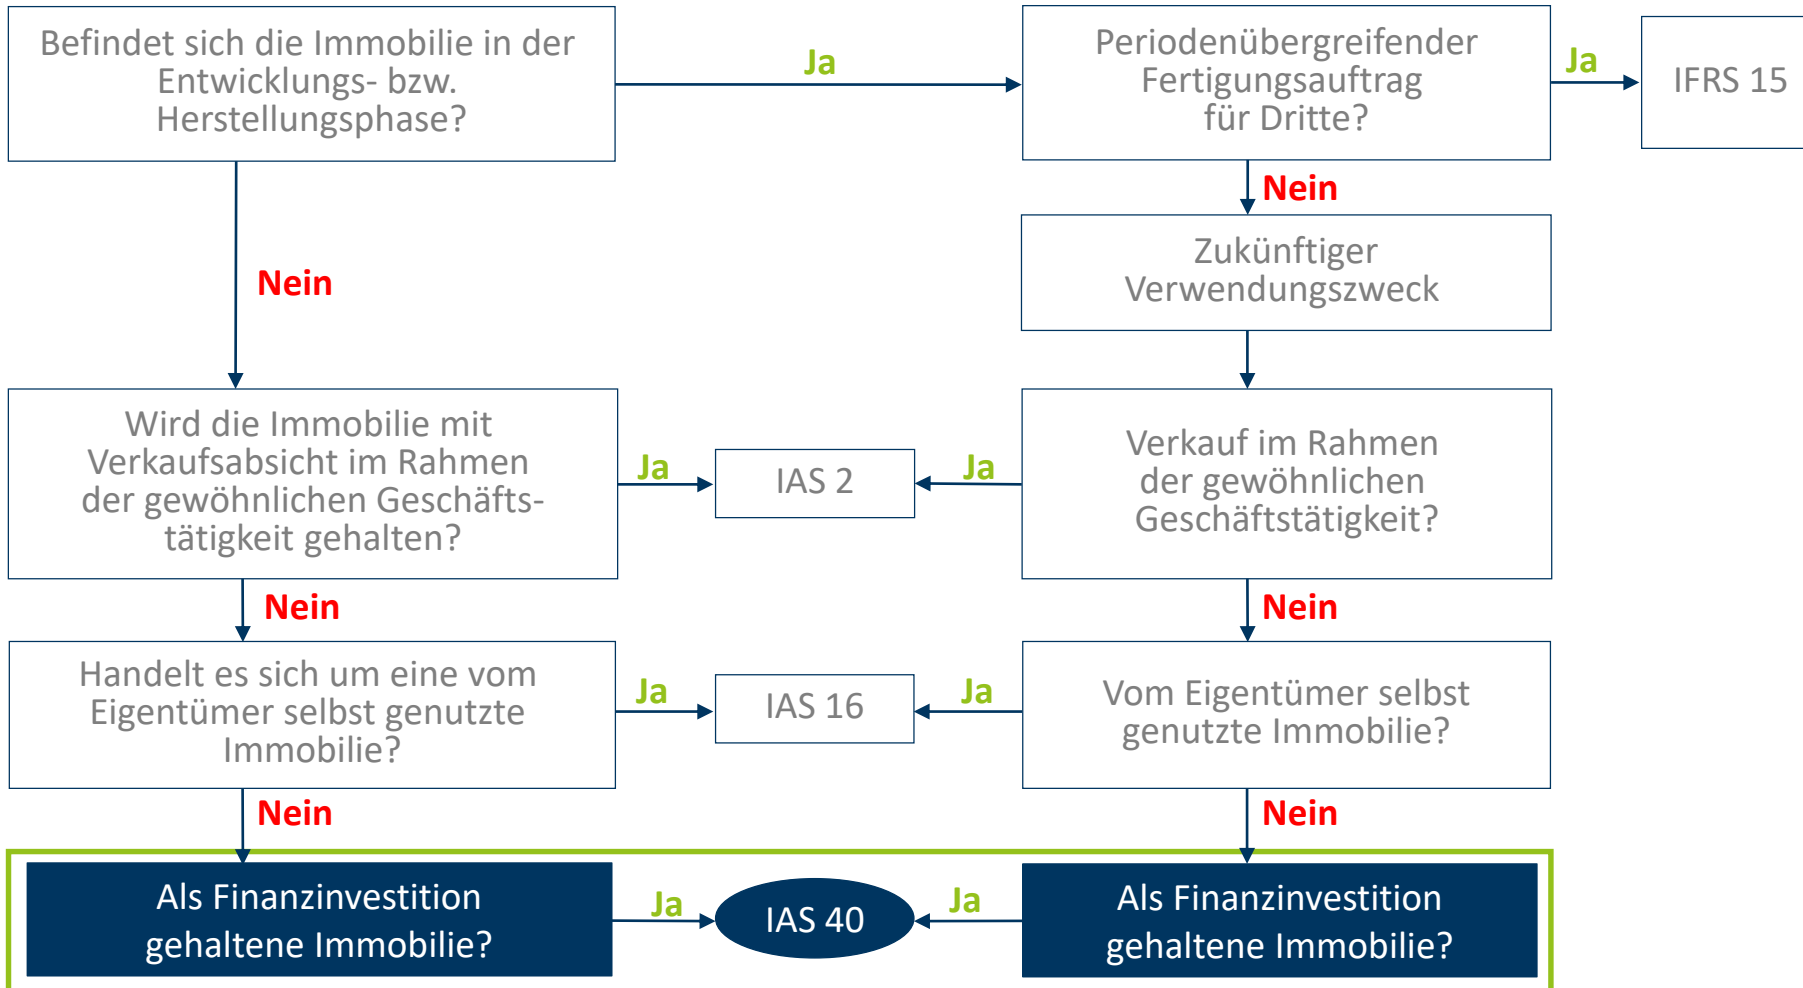 Befindet sich die Immobilie in der
Entwicklungs- bzw.
Herstellungsphase?
Ja
Periodenübergreifender
Fertigungsauftrag
für Dritte?
Ja
IFRS 15
Nein
Nein
Zukünftiger
Verwendungszweck
Wird die Immobilie mit
Verkaufsabsicht im Rahmen
der gewöhnlichen Geschäfts-
tätigkeit gehalten?
Ja
IAS 2
Ja
Verkauf im Rahmen
der gewöhnlichen
Geschäftstätigkeit?
Nein
Nein
Handelt es sich um eine vom
Eigentümer selbst genutzte
Immobilie?
Ja
IAS 16
Ja
Vom Eigentümer selbst
genutzte Immobilie?
Nein
Nein
Als Finanzinvestition
gehaltene Immobilie?
Ja
IAS 40
Ja
Als Finanzinvestition
gehaltene Immobilie?